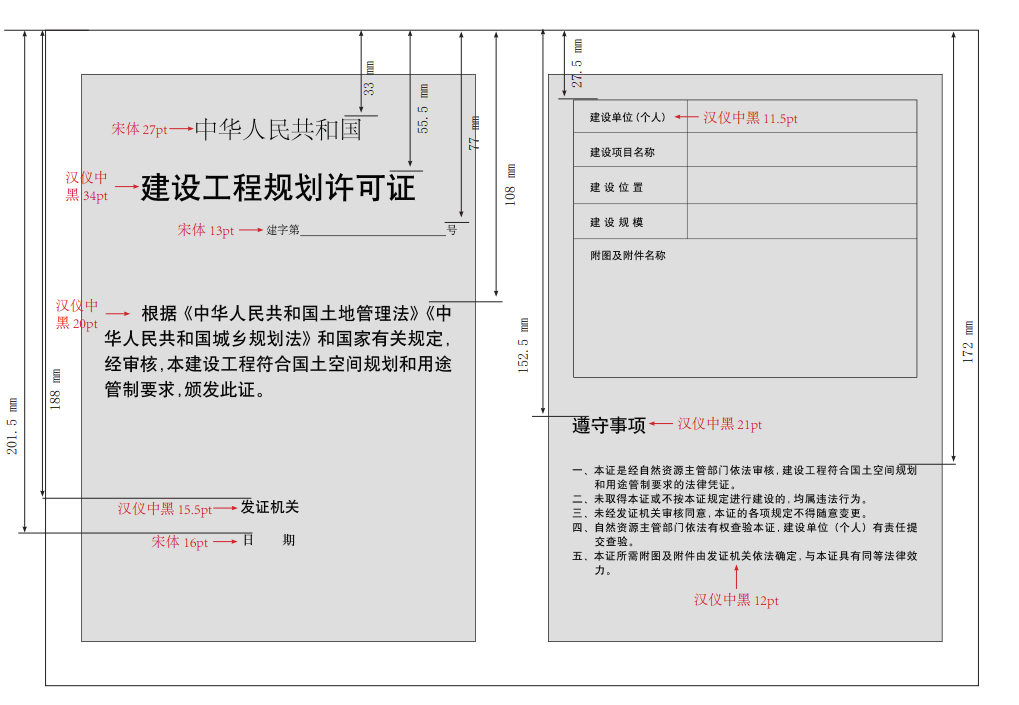 33 mm
55.5 mm
77 mm
108 mm
宋体 27pt
中华人民共和国
汉仪中
黑 34pt
建设工程规划许可证
宋体 13pt
建字第 号
汉仪中
黑 20pt
根据《中华人民共和国土地管理法》《中
华人民共和国城乡规划法》和国家有关规定,
经审核,本建设工程符合国土空间规划和用途
管制要求,颁发此证。
188 mm
201.5 mm
汉仪中黑 15.5pt
发证机关
宋体 16pt
日 期
27.5 mm
152.5 mm
172 mm
建设单位(个人)
汉仪中黑 11.5pt
建设项目名称
建设位置
建设规模
附图及附件名称
遵守事项
汉仪中黑 21pt
一、本证是经自然资源主管部门依法审核,建设工程符合国土空间规划
和用途管制要求的法律凭证。
二、未取得本证或不按本证规定进行建设的,均属违法行为。
三、未经发证机关审核同意,本证的各项规定不得随意变更。
四、自然资源主管部门依法有权查验本证,建设单位(个人)有责任提
交查验。
五、本证所需附图及附件由发证机关依法确定,与本证具有同等法律效
力。
汉仪中黑 12pt